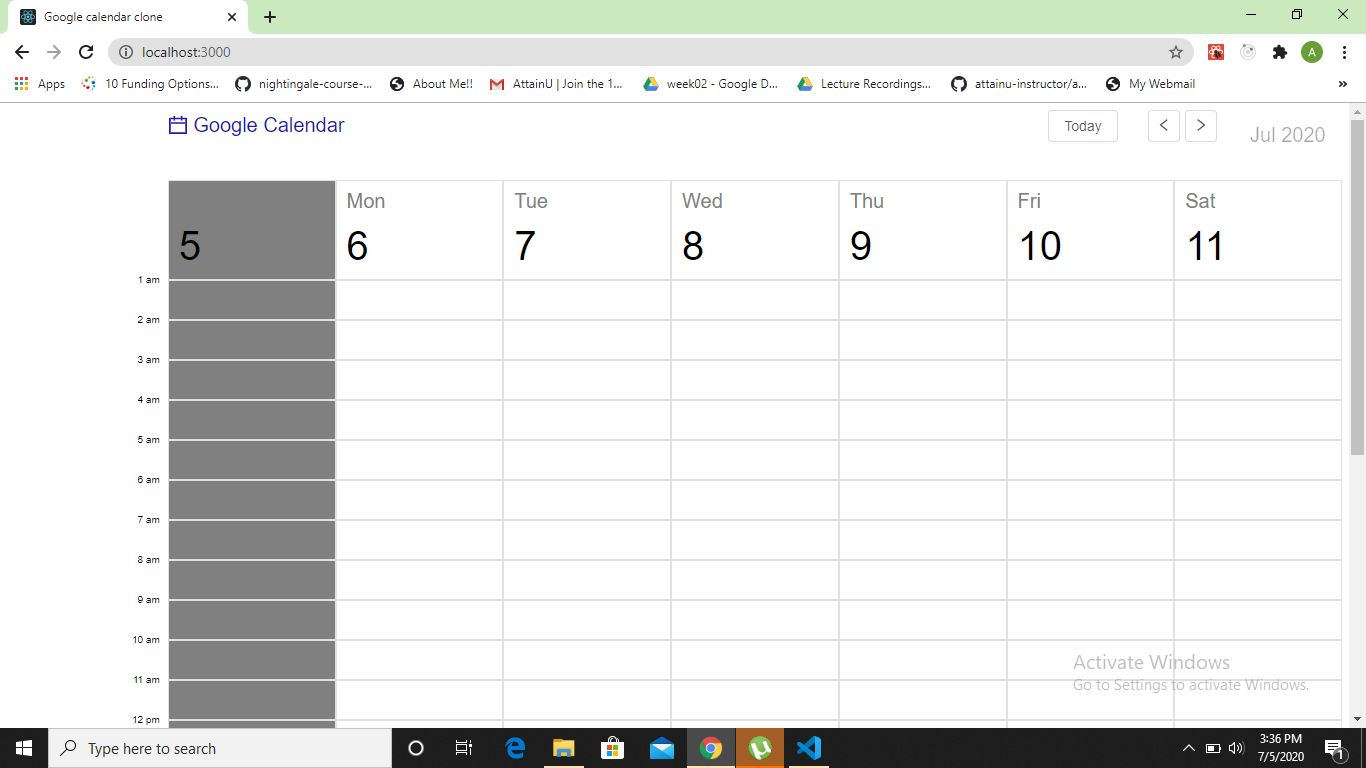 Google calendar clone
localhost:3000
A
Apps 10 Funding Options... nightingale-course-... About Me!! AttainU | Join the 1... week02 - Google D... Lecture Recordings... attainu-instructor/a... My Webmail »
Google Calendar Today < > Jul 2020
Mon Tue Wed Thu Fri Sat
5 6 7 8 9 10 11
1 am
2 am
3 am
4 am
5 am
6 am
7 am
8 am
9 am
10 am
11 am
12 pm
Activate Windows
Go to Settings to activate Windows.
Type here to search
3:36 PM
7/5/2020
1